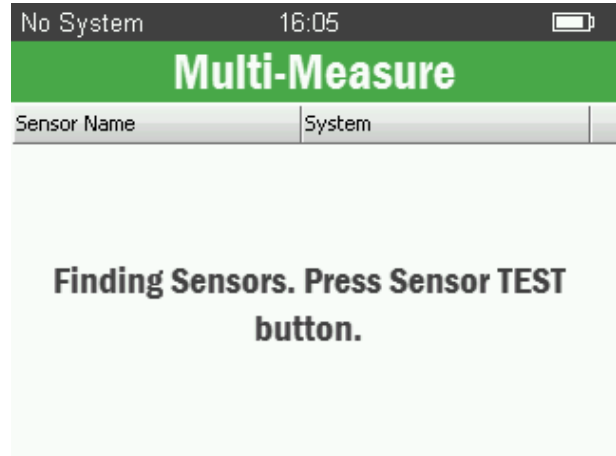 No System 16:05
Multi-Measure
Sensor Name System
Finding Sensors. Press Sensor TEST
button.